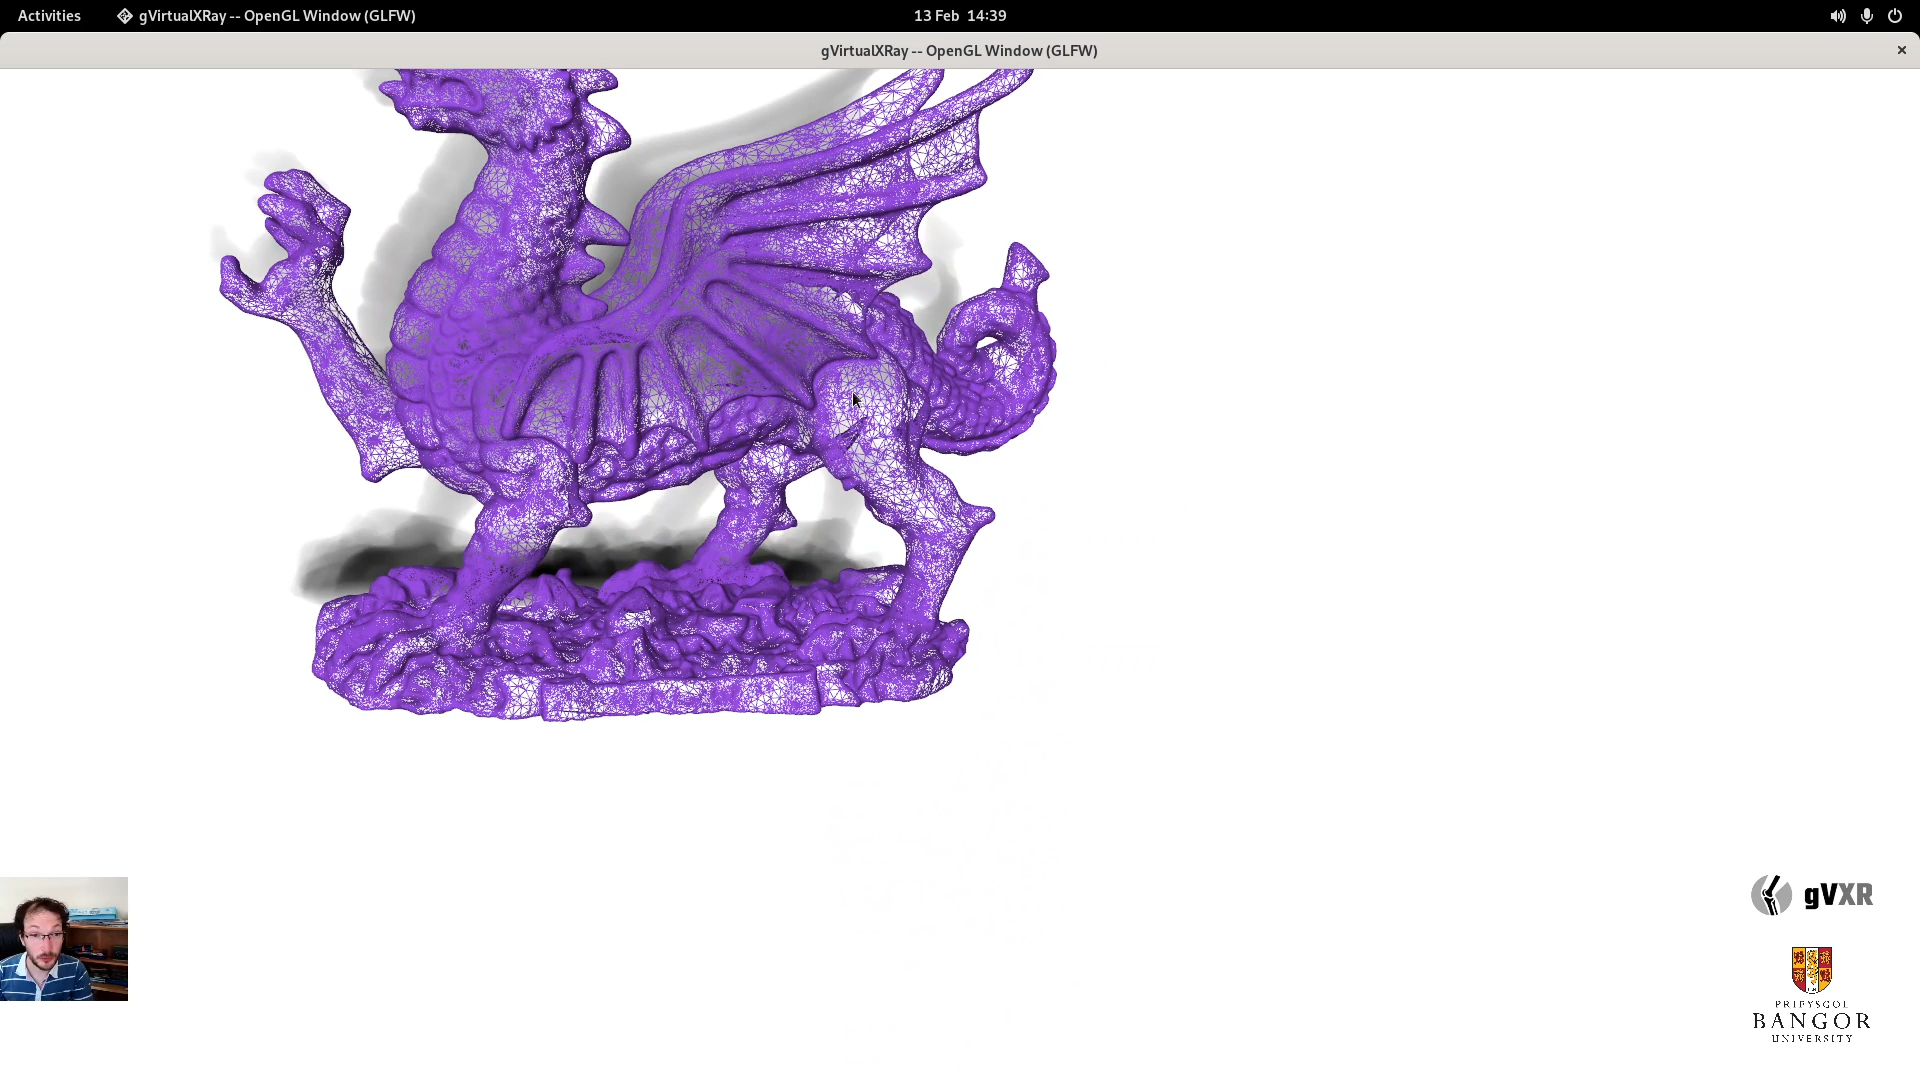 Activities
gVirtualXRay -- OpenGL Window (GLFW)
13 Feb 14:39
gVirtualXRay -- OpenGL Window (GLFW)
gVXR
PRIFYSGOL
BANGOR
UNIVERSITY